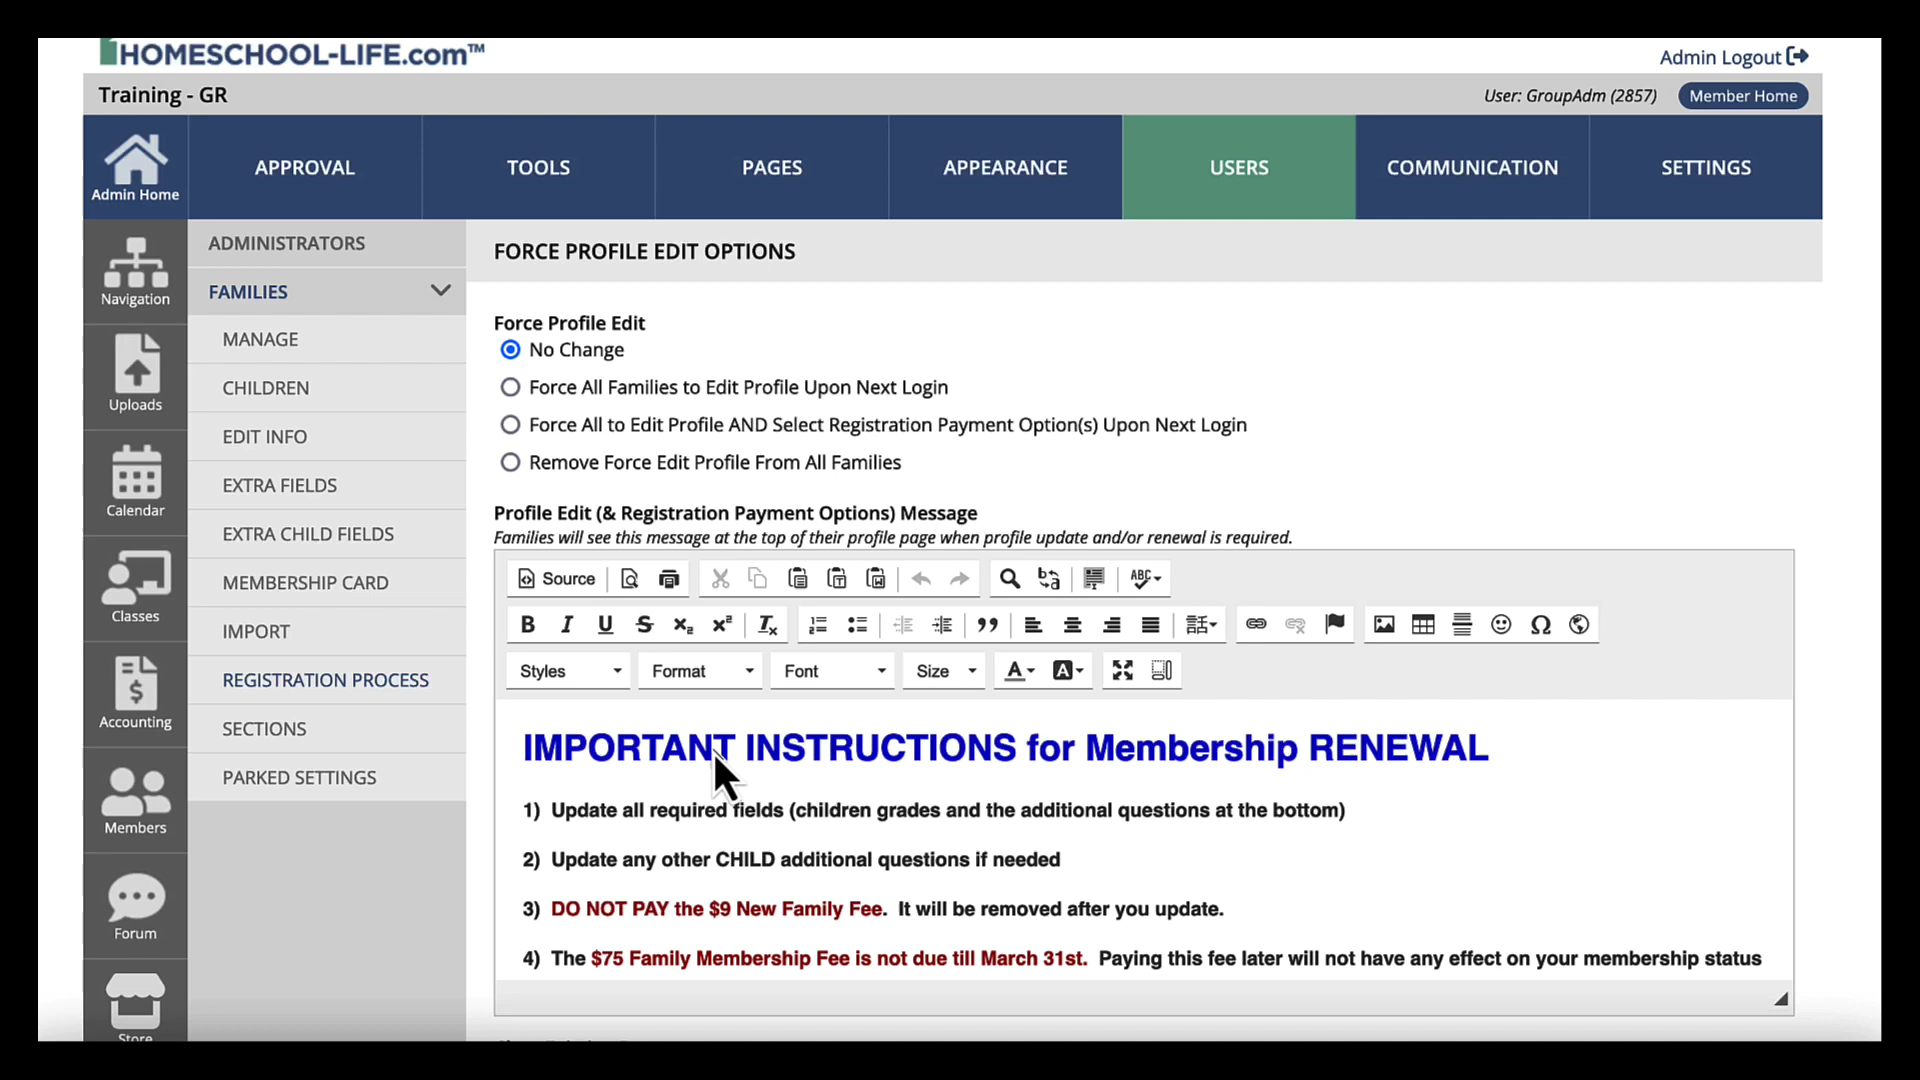 HOMESCHOOL-LIFE.com™
Admin Logout
Training - GR
User: GroupAdm (2857)
Member Home
Admin Home
APPROVAL
TOOLS
PAGES
APPEARANCE
USERS
COMMUNICATION
SETTINGS
Navigation
Uploads
Calendar
Classes
Accounting
Members
Forum
Store
ADMINISTRATORS
FAMILIES
MANAGE
CHILDREN
EDIT INFO
EXTRA FIELDS
EXTRA CHILD FIELDS
MEMBERSHIP CARD
IMPORT
REGISTRATION PROCESS
SECTIONS
PARKED SETTINGS
FORCE PROFILE EDIT OPTIONS
Force Profile Edit
No Change
Force All Families to Edit Profile Upon Next Login
Force All to Edit Profile AND Select Registration Payment Option(s) Upon Next Login
Remove Force Edit Profile From All Families
Profile Edit (& Registration Payment Options) Message
Families will see this message at the top of their profile page when profile update and/or renewal is required.
Source
Styles
Format
Font
Size
IMPORTANT INSTRUCTIONS for Membership RENEWAL
1) Update all required fields (children grades and the additional questions at the bottom)
2) Update any other CHILD additional questions if needed
3) DO NOT PAY the $9 New Family Fee. It will be removed after you update.
4) The $75 Family Membership Fee is not due till March 31st. Paying this fee later will not have any effect on your membership status